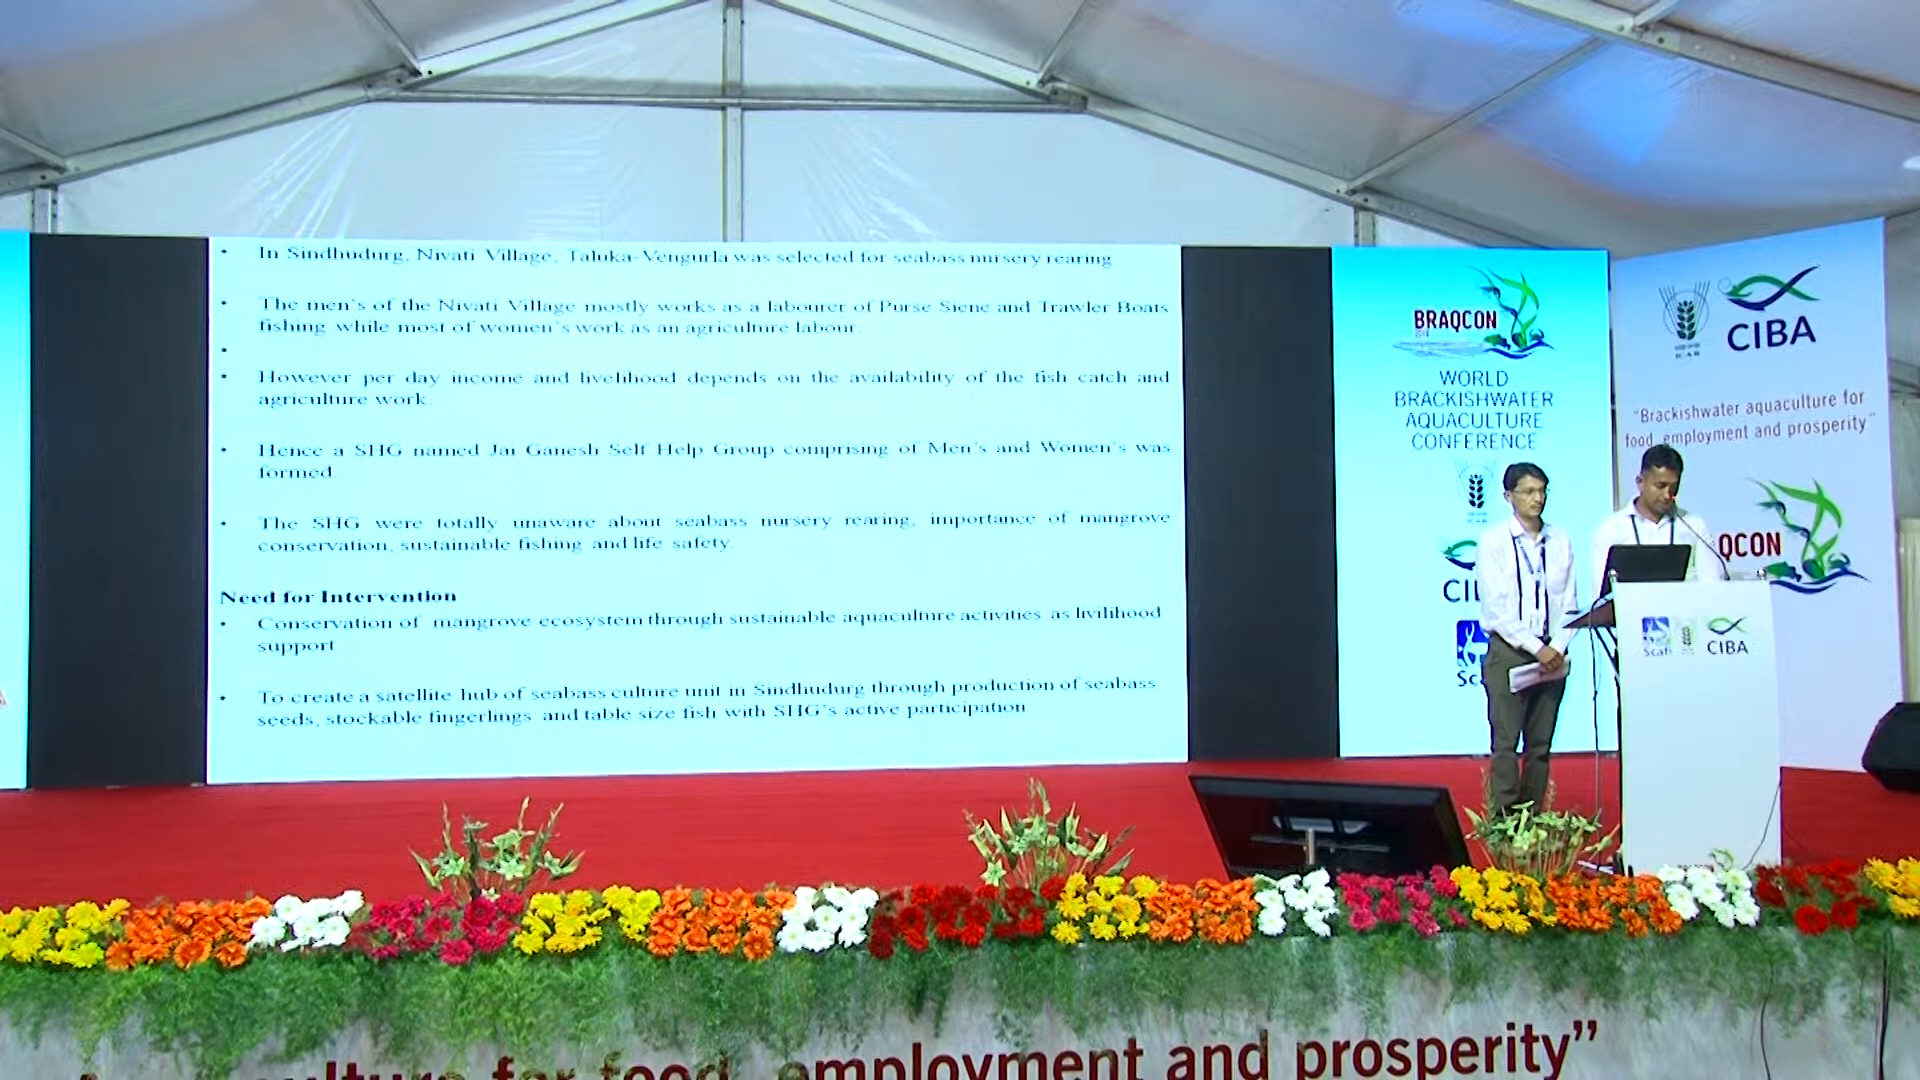 • In Sindhudurg, Nivati Village, Taluka-Vengurla was selected for seabass nursery rearing
• The men's of the Nivati Village mostly works as a labourer of Purse Siene and Trawler Boats
fishing while most of women's work as an agriculture labour.
•
• However per day income and livelihood depends on the availability of the fish catch and
agriculture work.
• Hence a SHG named Jai Ganesh Self Help Group comprising of Men's and Women's was
formed.
• The SHG were totally unaware about seabass nursery rearing, importance of mangrove
conservation, sustainable fishing and life safety.
Need for Intervention
• Conservation of mangrove ecosystem through sustainable aquaculture activities as livilihood
support
• To create a satellite hub of seabass culture unit in Sindhudurg through production of seabass
seeds, stockable fingerlings and table size fish with SHG's active participation
BRAQCON
WORLD
BRACKISHWATER
AQUACULTURE
CONFERENCE
ICAR
CIBA
"Brackishwater aquaculture for
food, employment and prosperity"
QCON
Scafi
CIBA
for food, employment and prosperity"